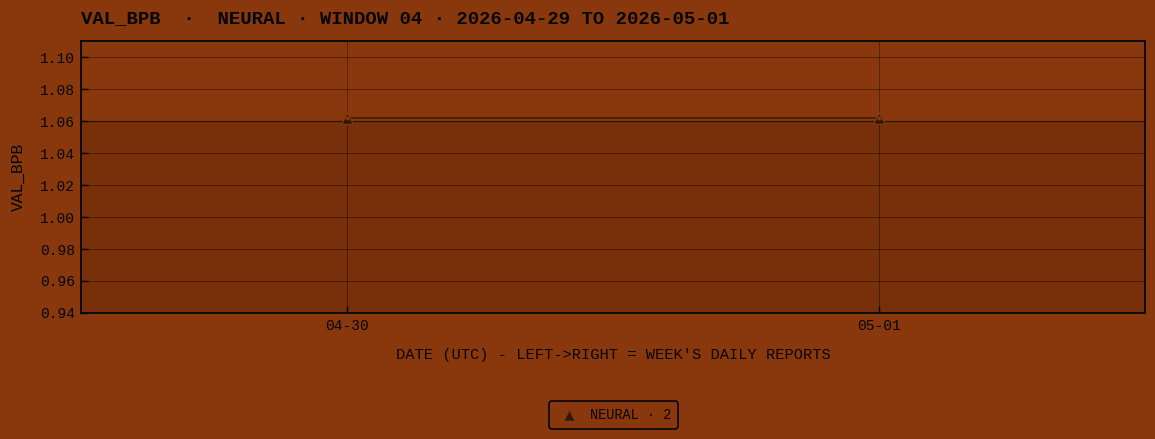 VAL_BPB · NEURAL · WINDOW 04 · 2026-04-29 TO 2026-05-01
1.10
1.08
1.06
1.04
1.02
1.00
0.98
0.96
0.94
VAL_BPB
04-30 05-01
DATE (UTC) - LEFT->RIGHT = WEEK'S DAILY REPORTS
NEURAL · 2